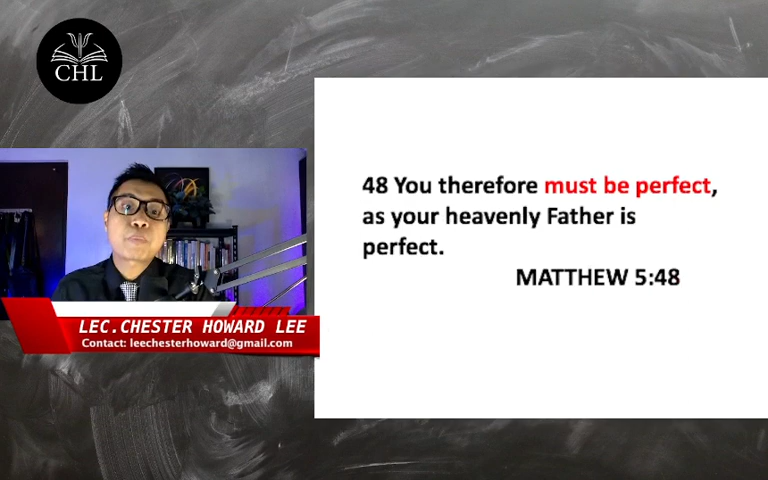 CHL
48 You therefore must be perfect,
as your heavenly Father is
perfect.
MATTHEW 5:48
LEC.CHESTER HOWARD LEE
Contact: leechesterhoward@gmail.com